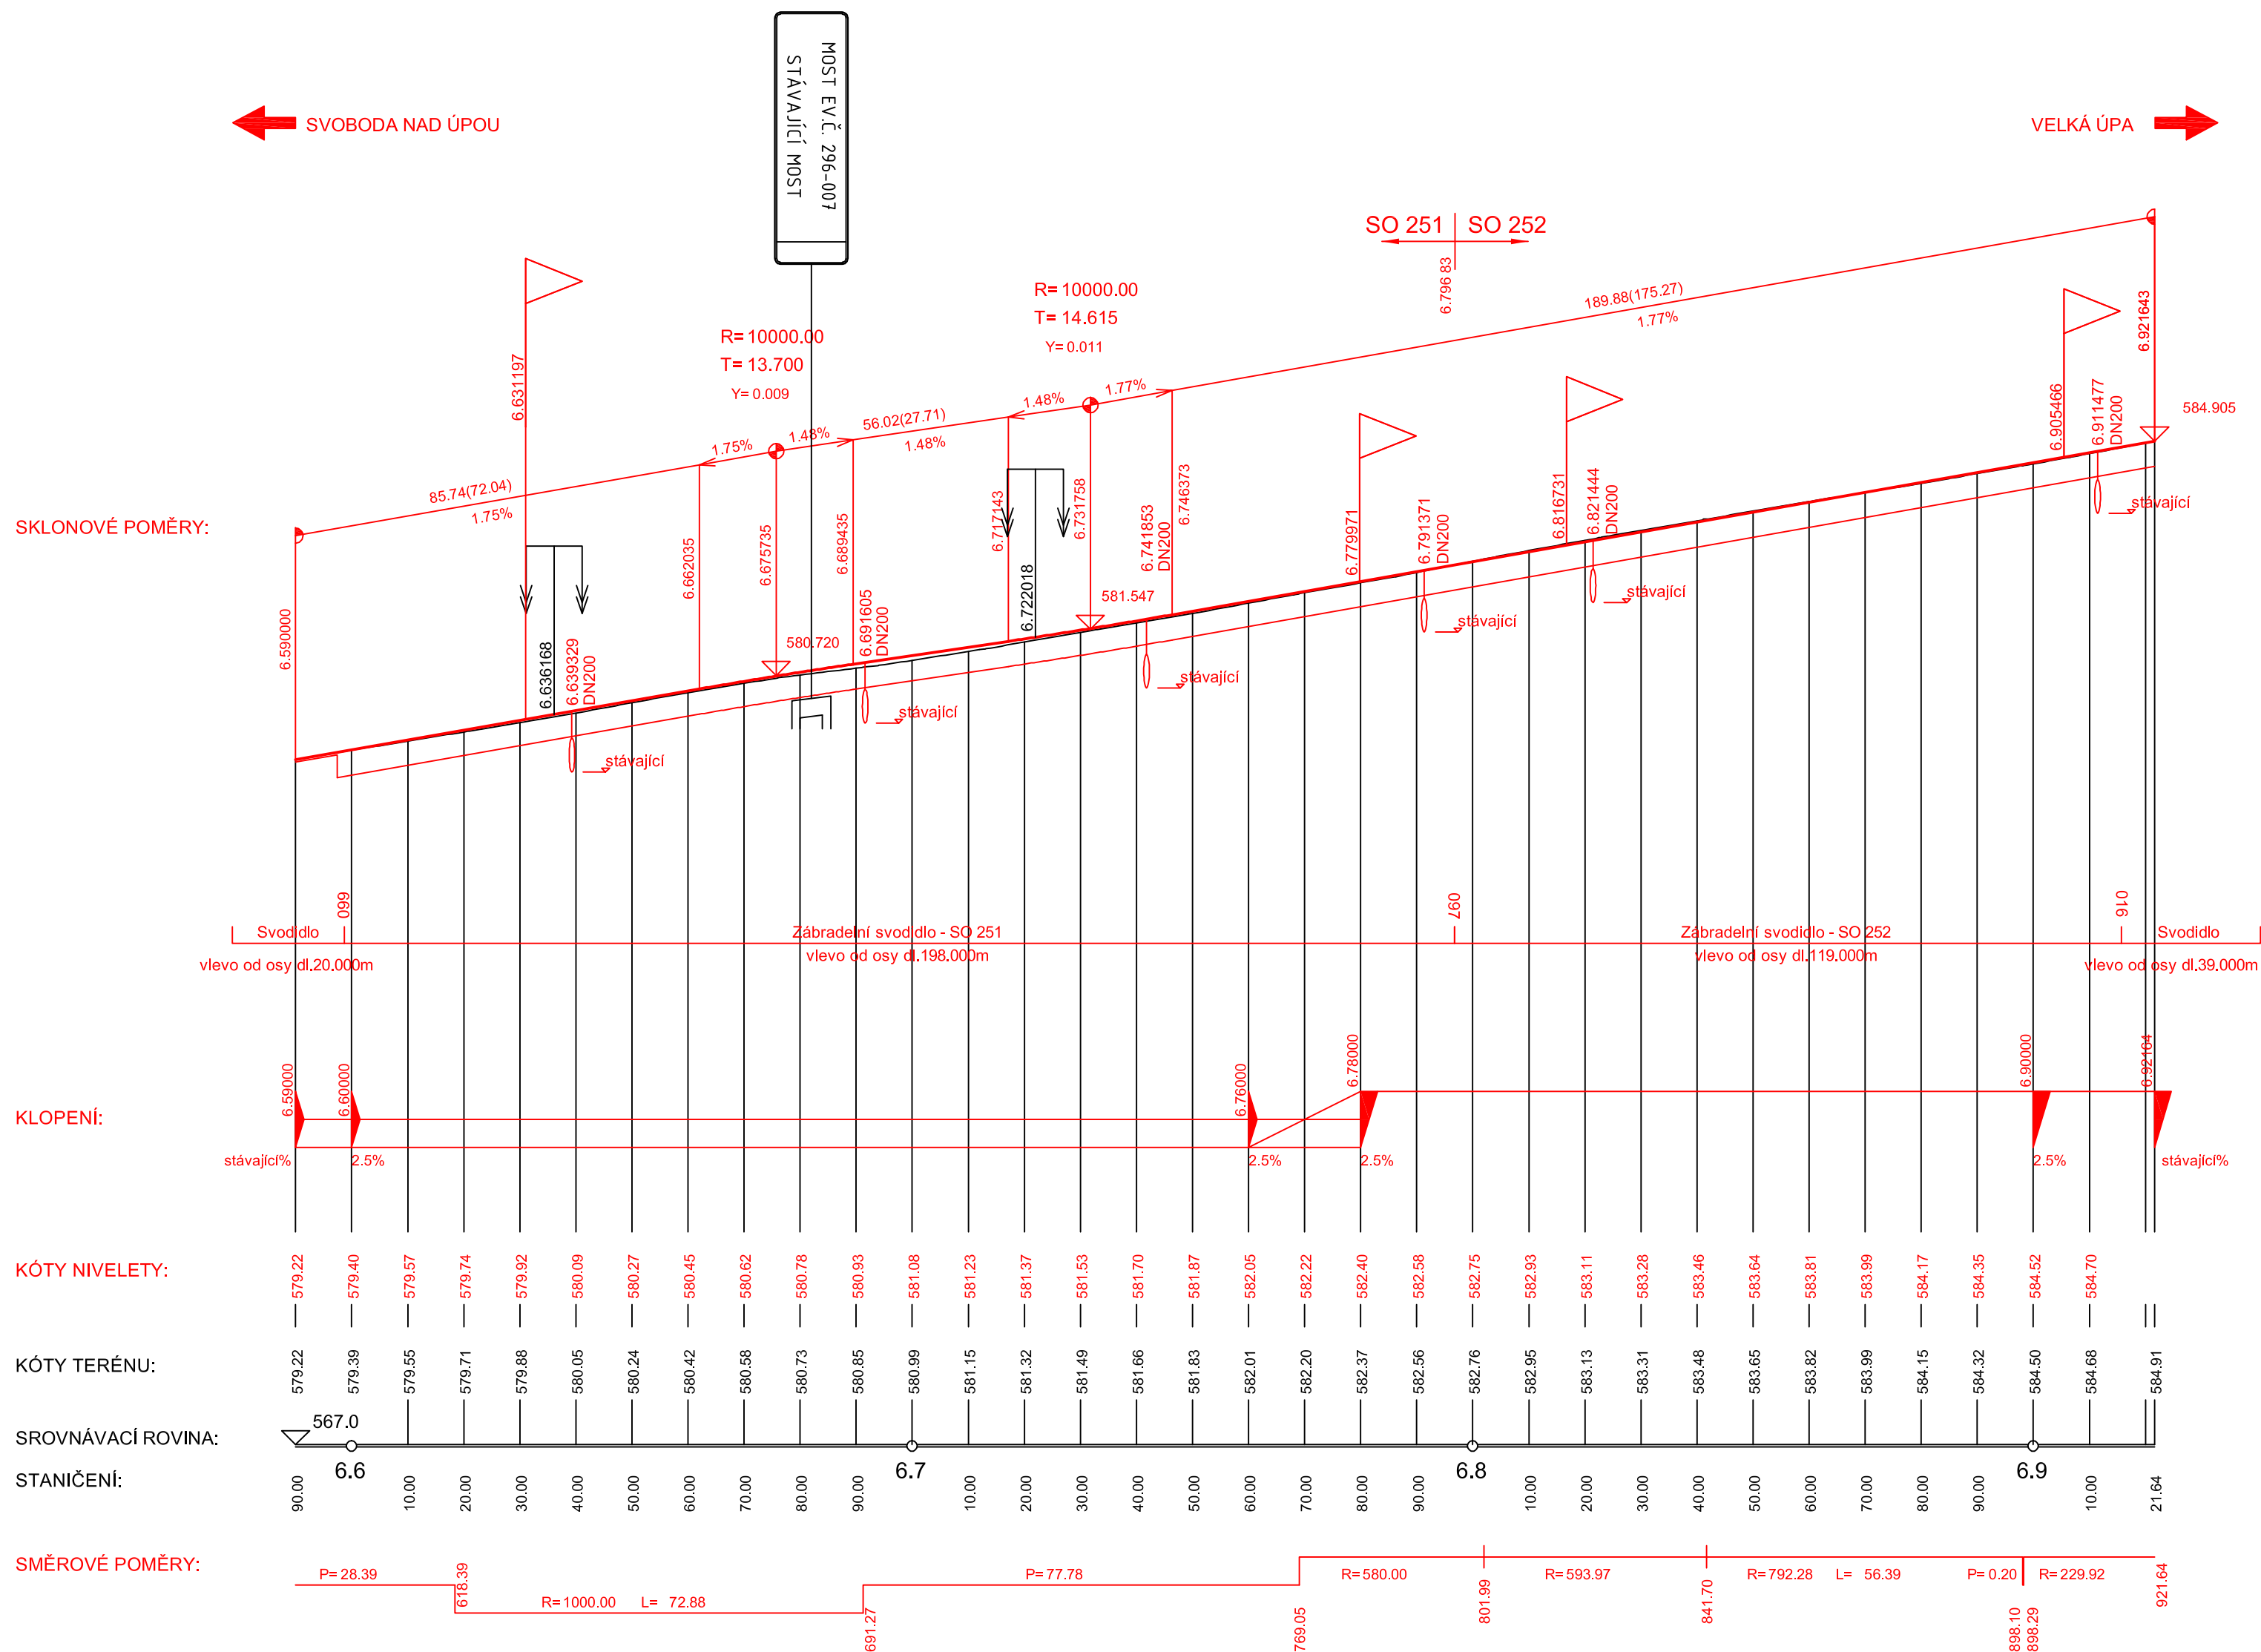 MOST EV.Č. 296-007
STÁVAJÍCÍ MOST
SVOBODA NAD ÚPOU
VELKÁ ÚPA
SO 251
SO 252
6.796 83
189.88(175.27)
1.77%
R= 10000.00
T= 14.615
Y= 0.011
R= 10000.00
T= 13.700
Y= 0.009
6.631197
6.921643
584.905
1.77%
1.48%
56.02(27.71)
1.48%
1.48%
1.75%
85.74(72.04)
1.75%
SKLONOVÉ POMĚRY:
6.590000
6.636168
6.639329
DN200
stávající
6.662035
6.675735
580.720
6.689435
6.691605
DN200
stávající
6.717143
6.722018
6.731758
581.547
6.741853
DN200
stávající
6.746373
6.779971
6.791371
DN200
stávající
6.816731
6.821444
DN200
stávající
6.905466
6.911477
DN200
stávající
099
097
016
Svodidlo
vlevo od osy dl.20.000m
Zábradelní svodidlo - SO 251
vlevo od osy dl.198.000m
Zábradelní svodidlo - SO 252
vlevo od osy dl.119.000m
Svodidlo
vlevo od osy dl.39.000m
KLOPENÍ:
6.59000
6.60000
6.76000
6.78000
6.90000
6.92164
stávající%
2.5%
2.5%
2.5%
2.5%
stávající%
KÓTY NIVELETY:
579.22 579.40 579.57 579.74 579.92 580.09 580.27 580.45 580.62 580.78 580.93 581.08 581.23 581.37 581.53 581.70 581.87 582.05 582.22 582.40 582.58 582.75 582.93 583.11 583.28 583.46 583.64 583.81 583.99 584.17 584.35 584.52 584.70
KÓTY TERÉNU:
579.22 579.39 579.55 579.71 579.88 580.05 580.24 580.42 580.58 580.73 580.85 580.99 581.15 581.32 581.49 581.66 581.83 582.01 582.20 582.37 582.56 582.76 582.95 583.13 583.31 583.48 583.65 583.82 583.99 584.15 584.32 584.50 584.68 584.91
SROVNÁVACÍ ROVINA:
567.0
STANIČENÍ:
6.6 6.7 6.8 6.9
90.00 10.00 20.00 30.00 40.00 50.00 60.00 70.00 80.00 90.00 10.00 20.00 30.00 40.00 50.00 60.00 70.00 80.00 90.00 10.00 20.00 30.00 40.00 50.00 60.00 70.00 80.00 90.00 10.00 21.64
SMĚROVÉ POMĚRY:
P= 28.39
618.39
R= 1000.00 L= 72.88
691.27
P= 77.78
769.05
R= 580.00
801.99
R= 593.97
841.70
R= 792.28 L= 56.39
P= 0.20
898.10
898.29
R= 229.92
921.64